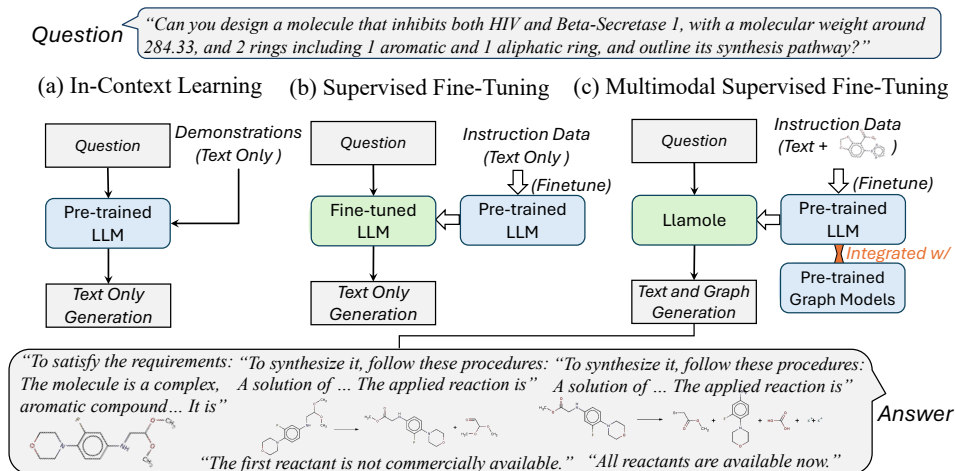 Question
“Can you design a molecule that inhibits both HIV and Beta-Secretase 1, with a molecular weight around
284.33, and 2 rings including 1 aromatic and 1 aliphatic ring, and outline its synthesis pathway?”
(a) In-Context Learning
Question
Demonstrations
(Text Only )
Pre-trained
LLM
Text Only
Generation
(b) Supervised Fine-Tuning
Question
Instruction Data
(Text Only)
(Finetune)
Fine-tuned
LLM
Pre-trained
LLM
Text Only
Generation
(c) Multimodal Supervised Fine-Tuning
Question
Instruction Data
(Text + )
(Finetune)
Llamole
Pre-trained
LLM
Integrated w/
Pre-trained
Graph Models
Text and Graph
Generation
“To satisfy the requirements:
The molecule is a complex,
aromatic compound… It is”
“To synthesize it, follow these procedures:
A solution of … The applied reaction is”
“The first reactant is not commercially available.”
“To synthesize it, follow these procedures:
A solution of … The applied reaction is”
“All reactants are available now.”
Answer